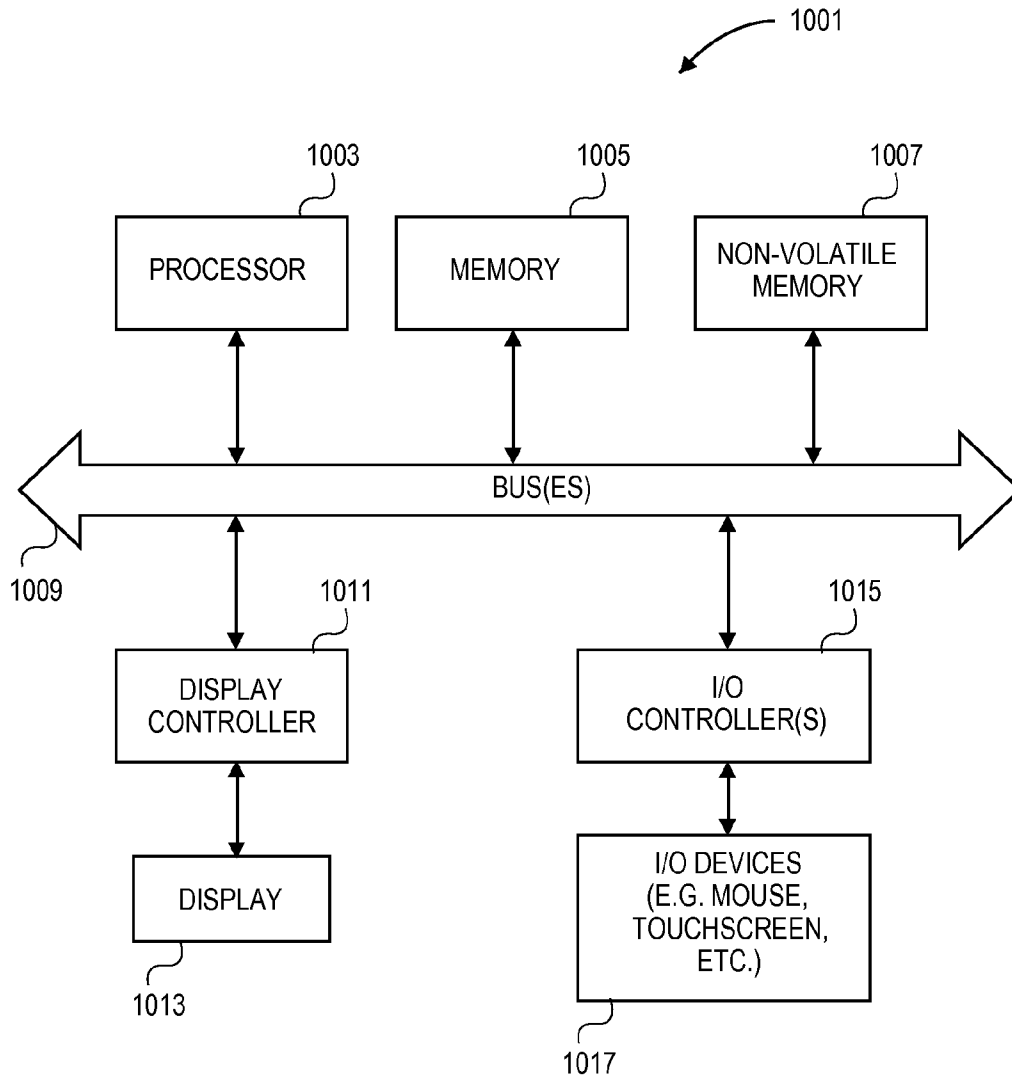 1001
1003
1005
1007
PROCESSOR
MEMORY
NON-VOLATILE
MEMORY
BUS(ES)
1009
1011
1015
DISPLAY
CONTROLLER
I/O
CONTROLLER(S)
DISPLAY
1013
I/O DEVICES
(E.G. MOUSE,
TOUCHSCREEN,
ETC.)
1017